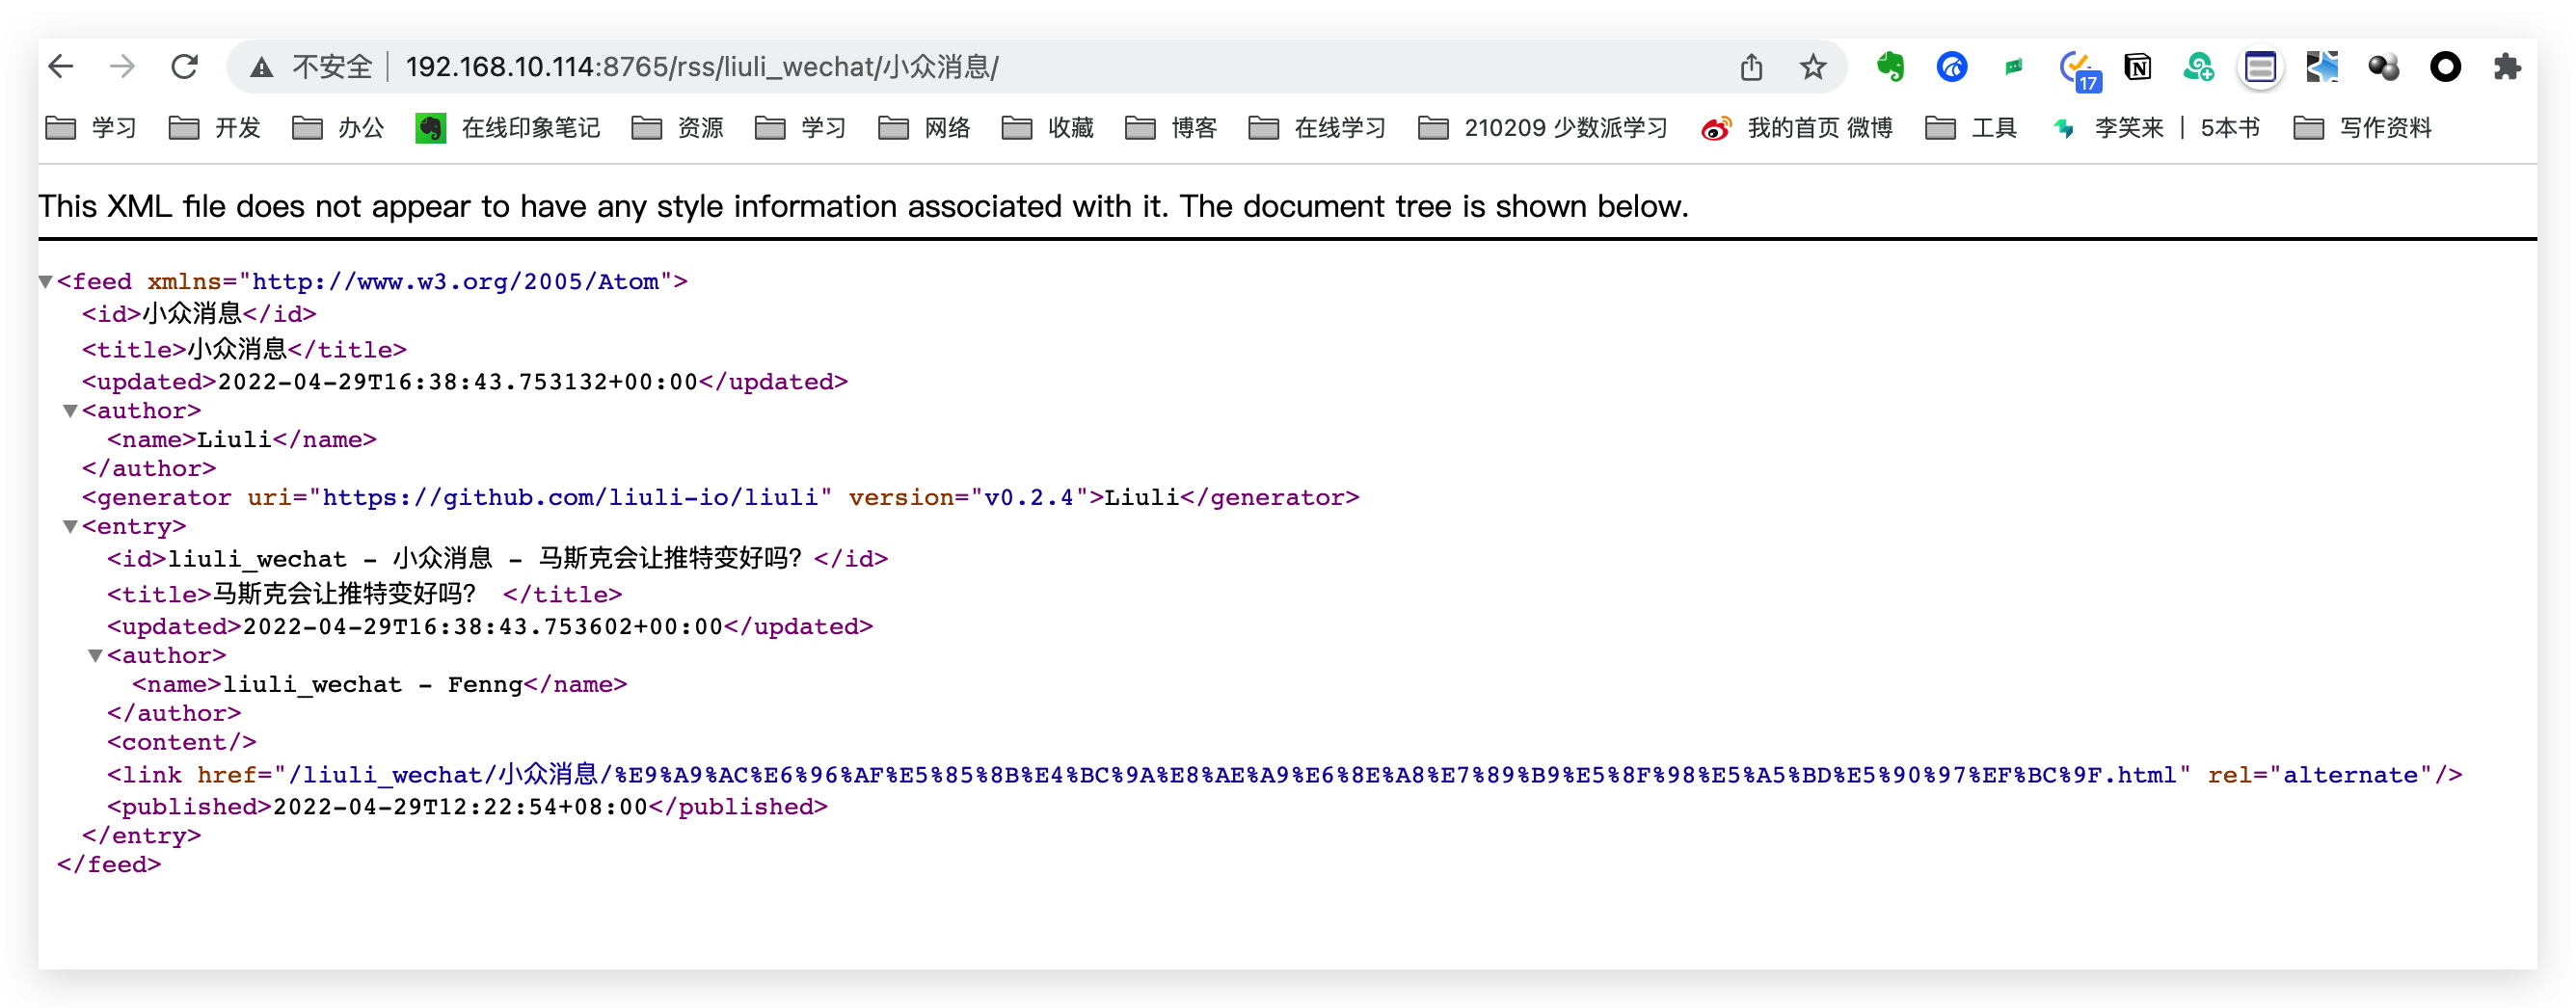 不安全 192.168.10.114:8765/rss/liuli_wechat/小众消息/
17
学习 开发 办公 在线印象笔记 资源 学习 网络 收藏 博客 在线学习 210209 少数派学习 我的首页 微博 工具 李笑来 | 5本书 写作资料
This XML file does not appear to have any style information associated with it. The document tree is shown below.
<feed xmlns="http://www.w3.org/2005/Atom">
<id>小众消息</id>
<title>小众消息</title>
<updated>2022-04-29T16:38:43.753132+00:00</updated>
<author>
<name>Liuli</name>
</author>
<generator uri="https://github.com/liuli-io/liuli" version="v0.2.4">Liuli</generator>
<entry>
<id>liuli_wechat - 小众消息 - 马斯克会让推特变好吗？</id>
<title>马斯克会让推特变好吗？ </title>
<updated>2022-04-29T16:38:43.753602+00:00</updated>
<author>
<name>liuli_wechat - Fenng</name>
</author>
<content/>
<link href="/liuli_wechat/小众消息/%E9%A9%AC%E6%96%AF%E5%85%8B%E4%BC%9A%E8%AE%A9%E6%8E%A8%E7%89%B9%E5%8F%98%E5%A5%BD%E5%90%97%EF%BC%9F.html" rel="alternate"/>
<published>2022-04-29T12:22:54+08:00</published>
</entry>
</feed>